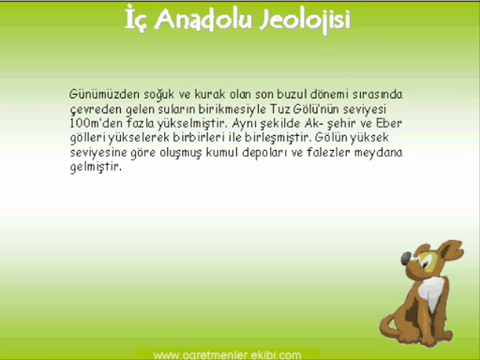 İç Anadolu Jeolojisi
Günümüzden soğuk ve kurak olan son buzul dönemi sırasında
çevreden gelen suların birikmesiyle Tuz Gölü'nün seviyesi
100m'den fazla yükselmiştir. Aynı şekilde Ak- şehir ve Eber
gölleri yükselerek birbirleri ile birleşmiştir. Gölün yüksek
seviyesine göre oluşmuş kumul depoları ve falezler meydana
gelmiştir.
www.ogretmenler.ekibi.com